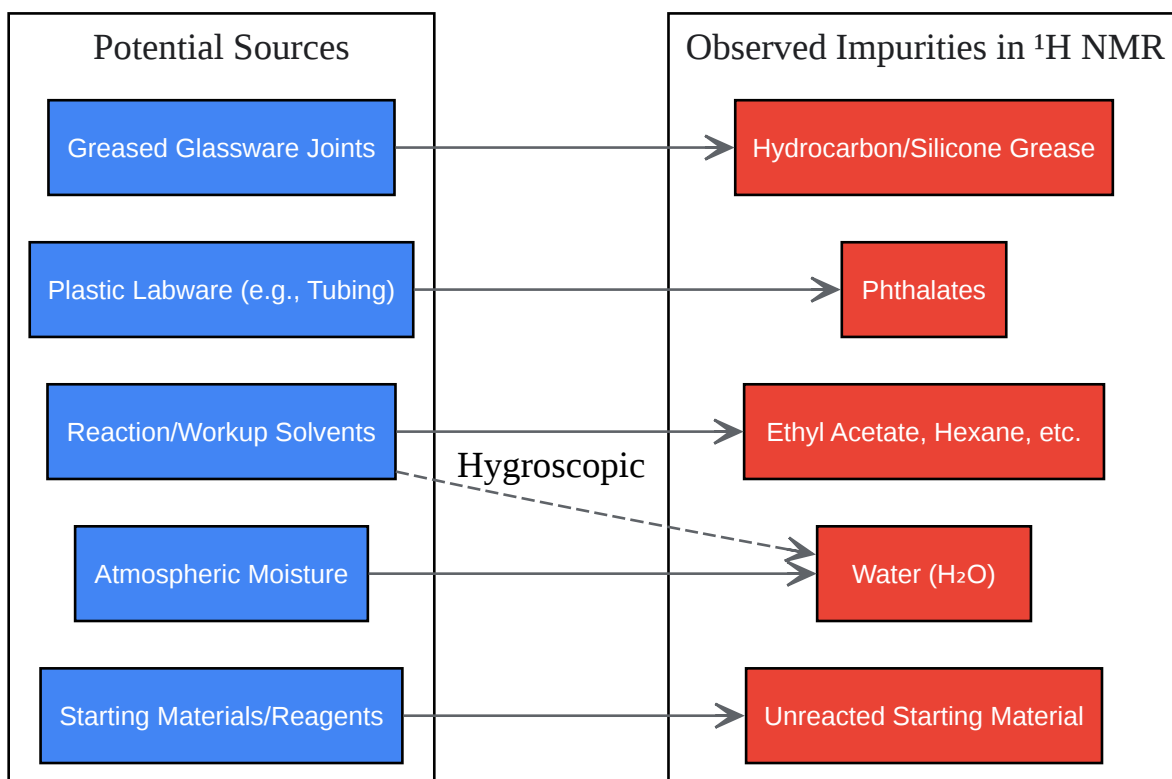 Potential Sources
Observed Impurities in ¹H NMR
Greased Glassware Joints
Hydrocarbon/Silicone Grease
Plastic Labware (e.g., Tubing)
Phthalates
Reaction/Workup Solvents
Ethyl Acetate, Hexane, etc.
Hygroscopic
Atmospheric Moisture
Water (H₂O)
Starting Materials/Reagents
Unreacted Starting Material